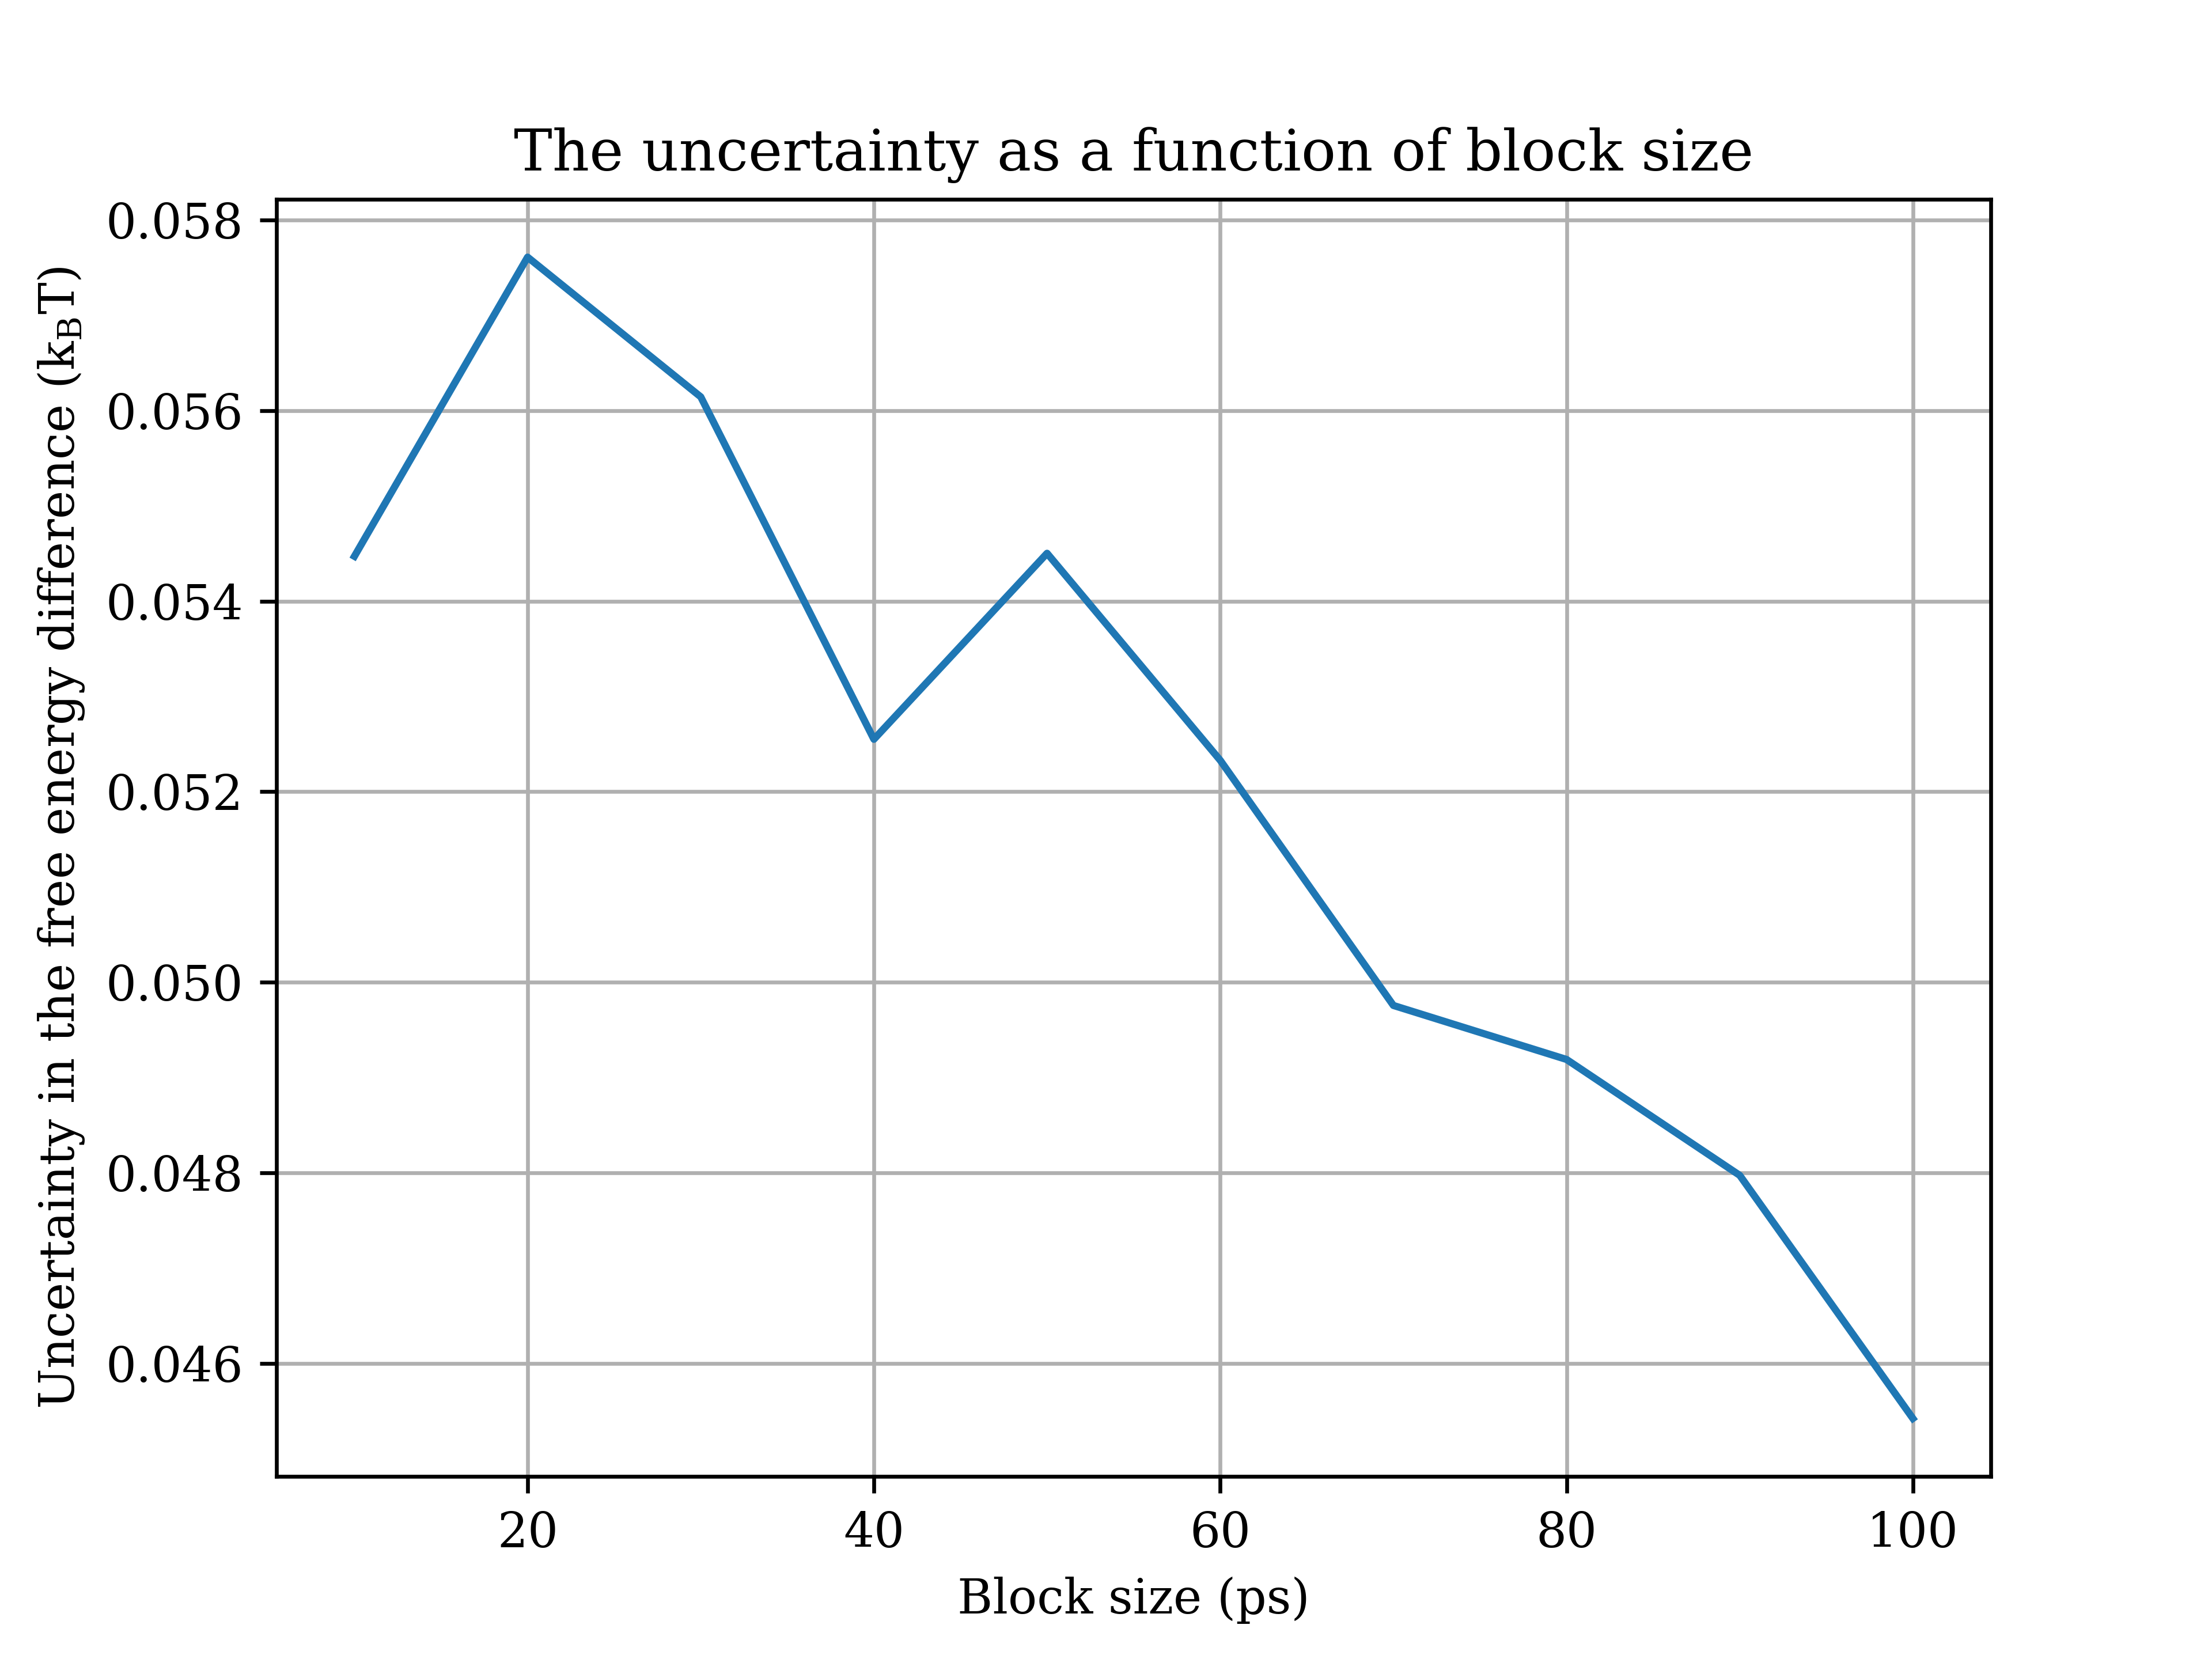 The uncertainty as a function of block size
Uncertainty in the free energy difference (k_BT)
0.058
0.056
0.054
0.052
0.050
0.048
0.046
20 40 60 80 100
Block size (ps)